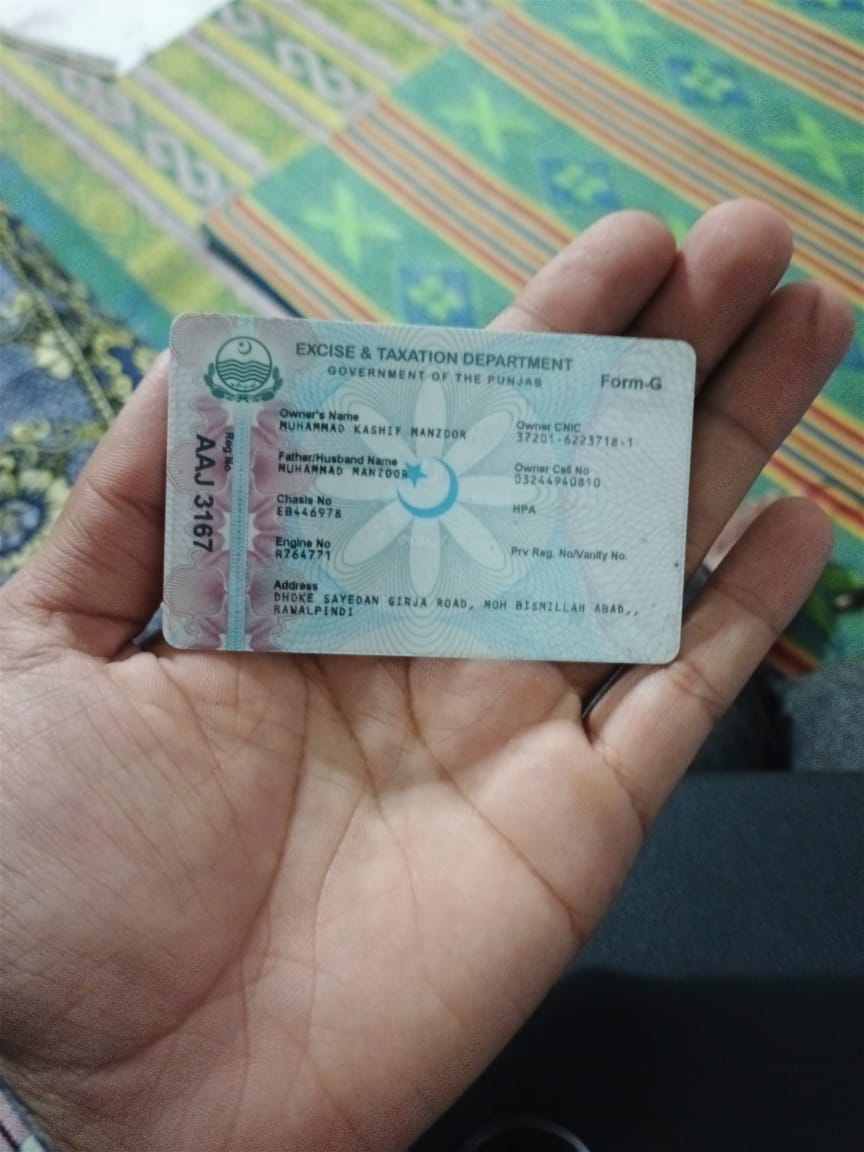 EXCISE & TAXATION DEPARTMENT
GOVERNMENT OF THE PUNJAB
Form-G
Reg No
AAJ 3167
Owner's Name
MUHAMMAD KASHIF MANZOOR
Owner CNIC
37201-6223718-1
Father/Husband Name
MUHAMMAD MANZOOR
Owner Cell No
03244940810
Chasis No
EB446978
HPA
Engine No
R764771
Prv Reg. No/Vanity No.
Address
DHOKE SAYEDAN GIRJA ROAD, MOH BISMILLAH ABAD,,
RAWALPINDI